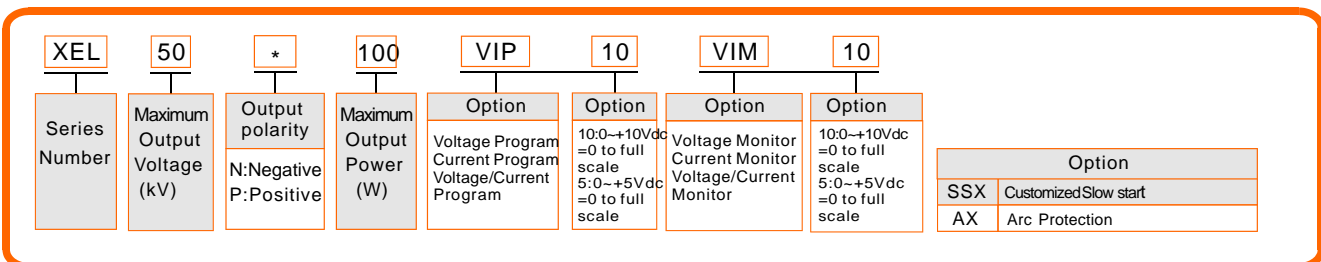 XEL 50 * 100 VIP 10 VIM 10
Series
Number
Maximum
Output
Voltage
(kV)
Output
polarity
N:Negative
P:Positive
Maximum
Output
Power
(W)
Option
Voltage Program
Current Program
Voltage/Current
Program
Option
10:0~+10Vdc
=0 to full
scale
5:0~+5Vdc
=0 to full
scale
Option
Voltage Monitor
Current Monitor
Voltage/Current
Monitor
Option
10:0~+10Vdc
=0 to full
scale
5:0~+5Vdc
=0 to full
scale
Option
SSX Customized Slow start
AX Arc Protection